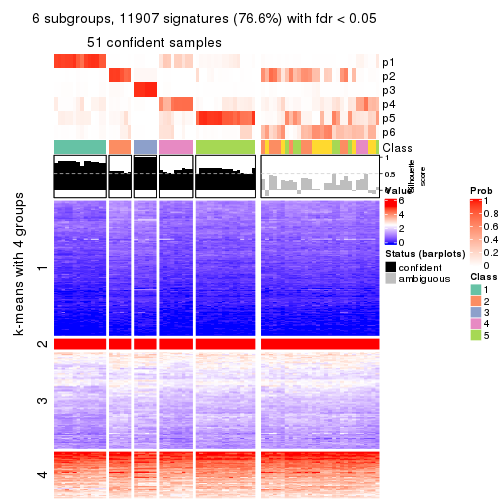 6 subgroups, 11907 signatures (76.6%) with fdr < 0.05
51 confident samples
p1
p2
p3
p4
p5
p6
Class
1
0.5
0
Silhouette
score
k-means with 4 groups
1
2
3
4
Value
6
4
2
0
Status (barplots)
confident
ambiguous
Prob
1
0.8
0.6
0.4
0.2
0
Class
1
2
3
4
5